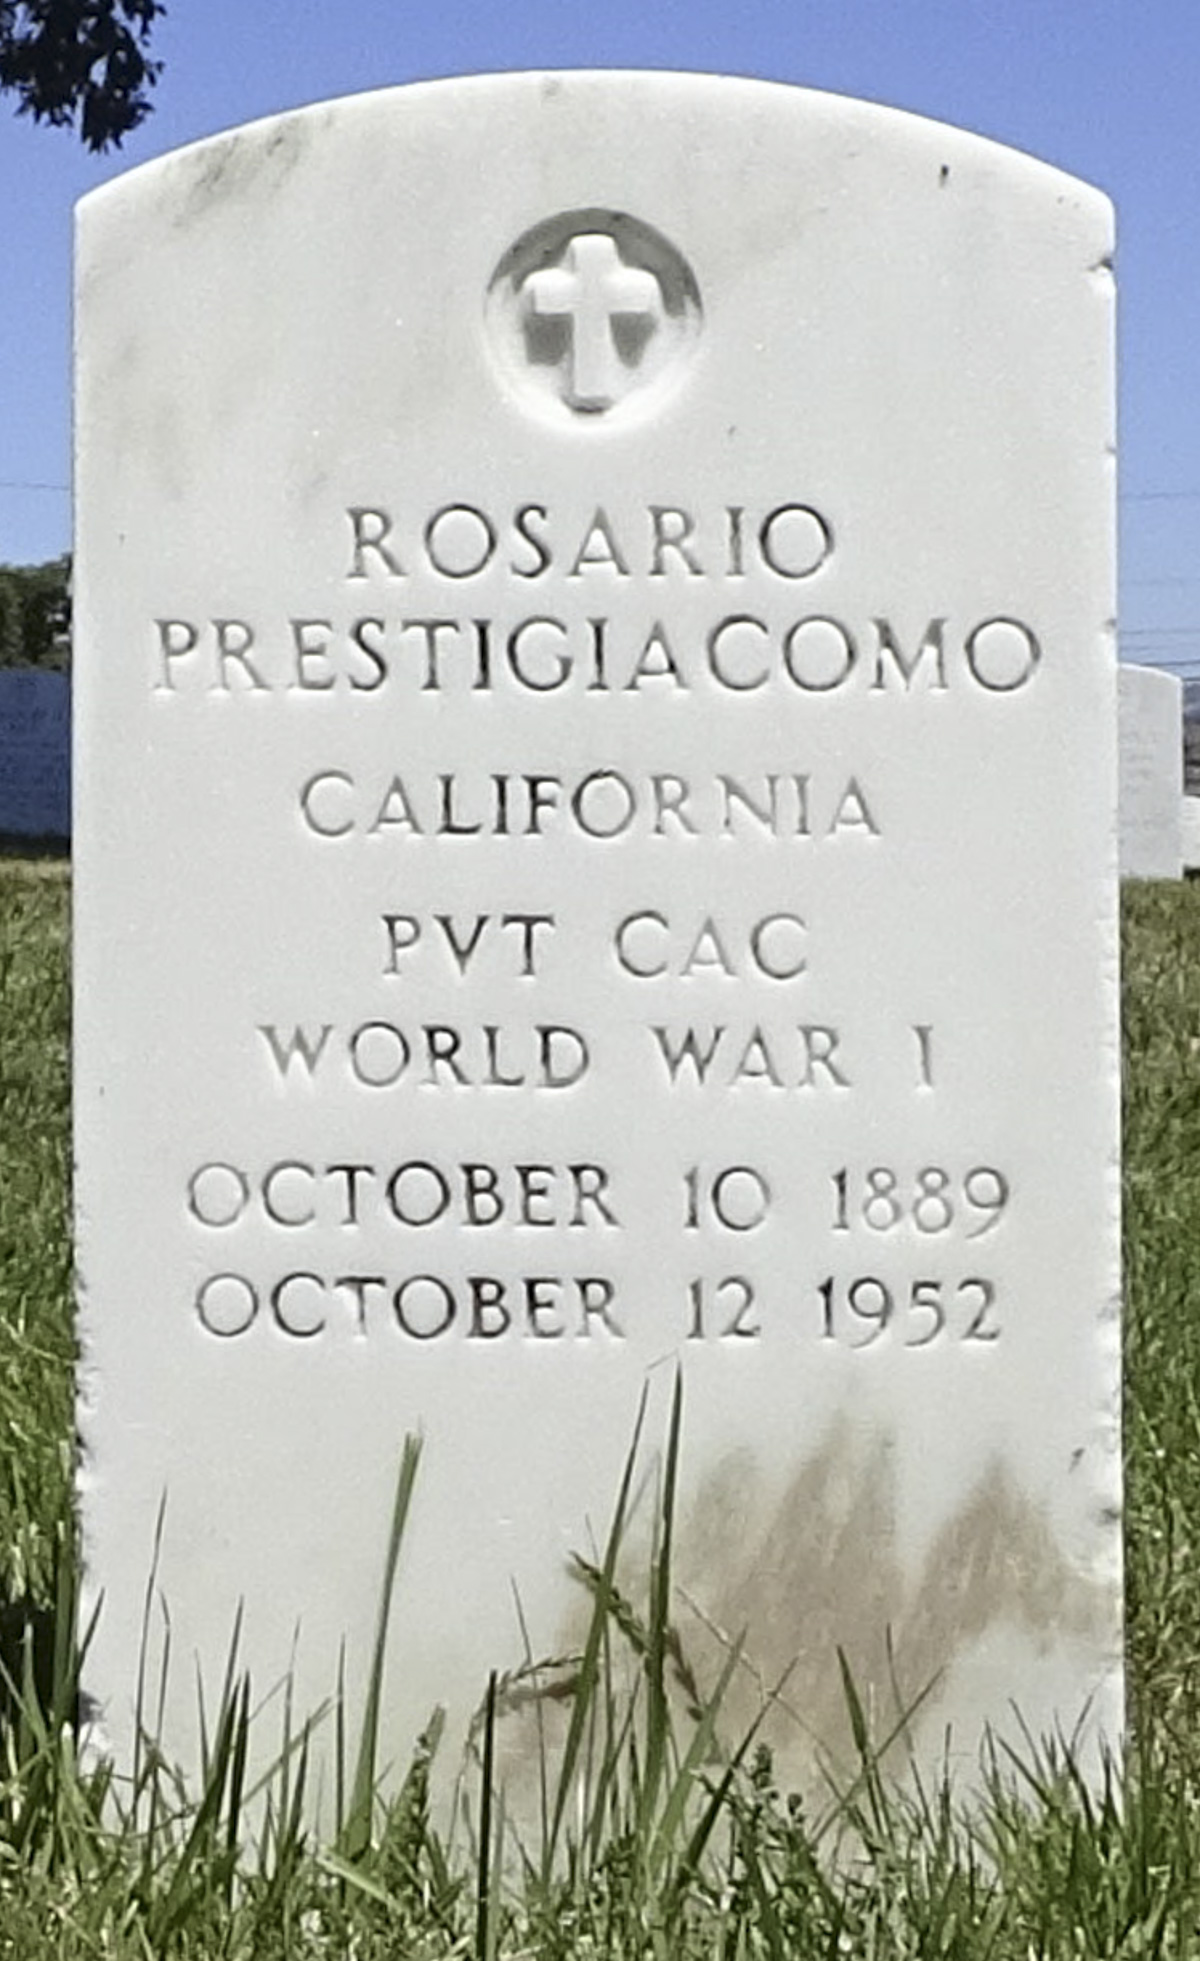 ROSARIO
PRESTIGIACOMO
CALIFORNIA
PVT CAC
WORLD WAR I
OCTOBER 10 1889
OCTOBER 12 1952